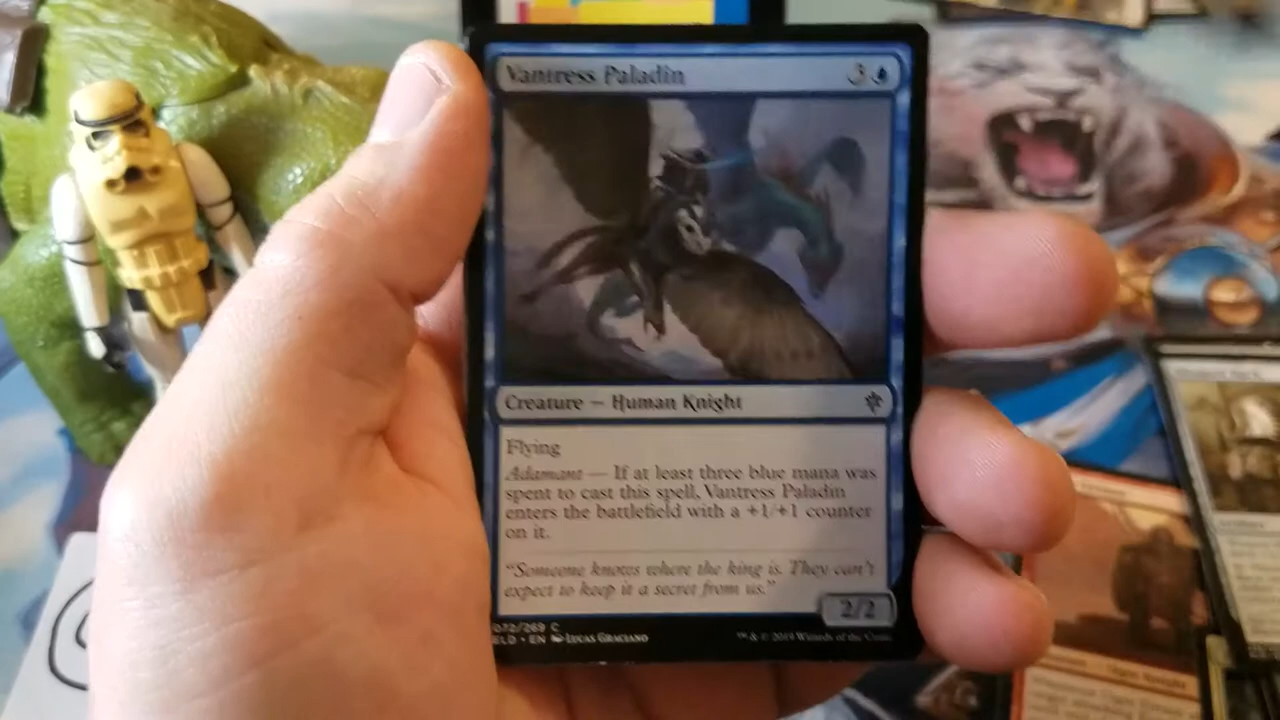 Vantress Paladin 3
Creature — Human Knight
Flying
Adamant — If at least three blue mana was
spent to cast this spell, Vantress Paladin
enters the battlefield with a +1/+1 counter
on it.
"Someone knows where the king is. They can't
expect to keep it a secret from us."
2/2
072/269 C
ELD • EN LUCAS GRACIANO
™ & © 2019 Wizards of the Coast